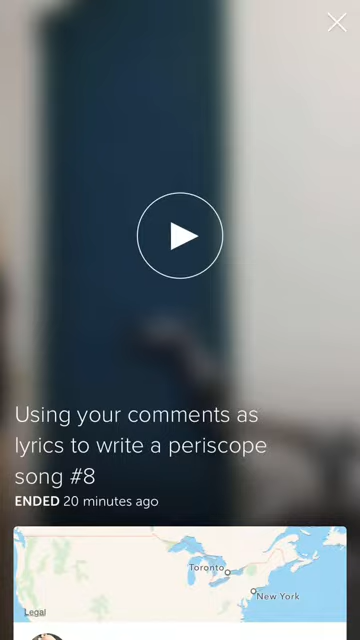 Using your comments as
lyrics to write a periscope
song #8
ENDED 20 minutes ago
Toronto
New York
Legal